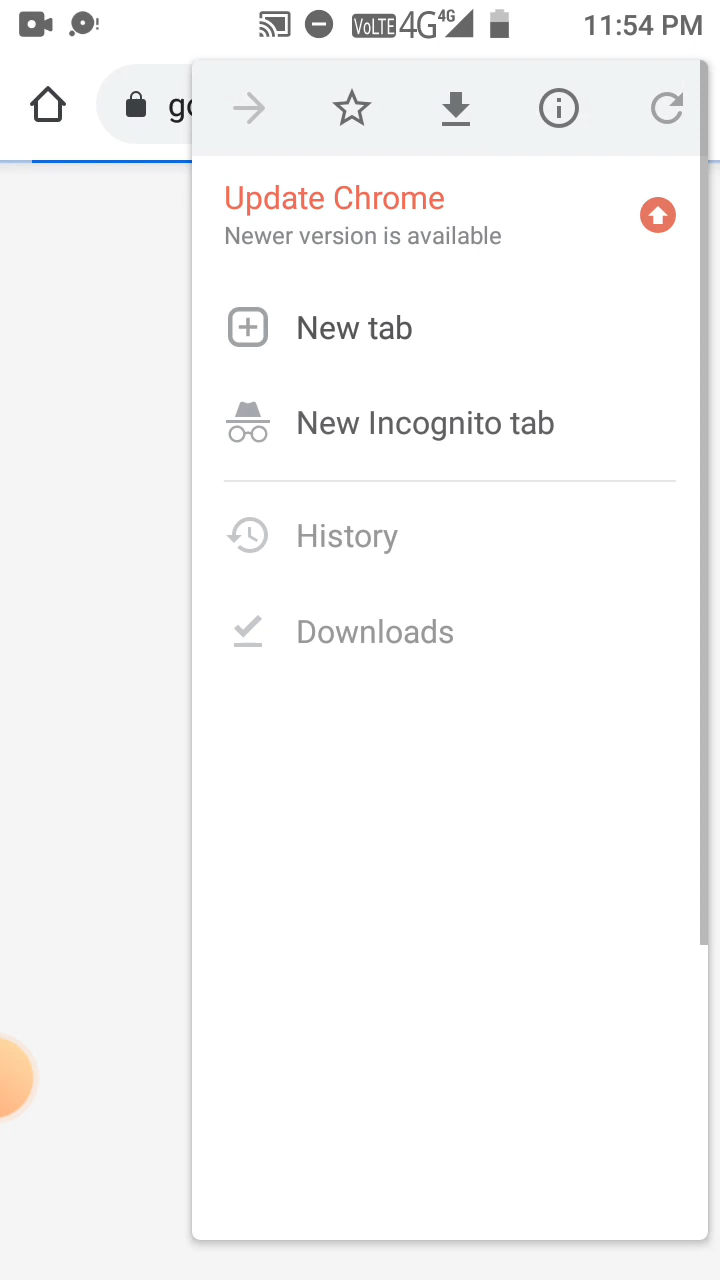 VoLTE 4G 4G 11:54 PM
Update Chrome
Newer version is available
New tab
New Incognito tab
History
Downloads